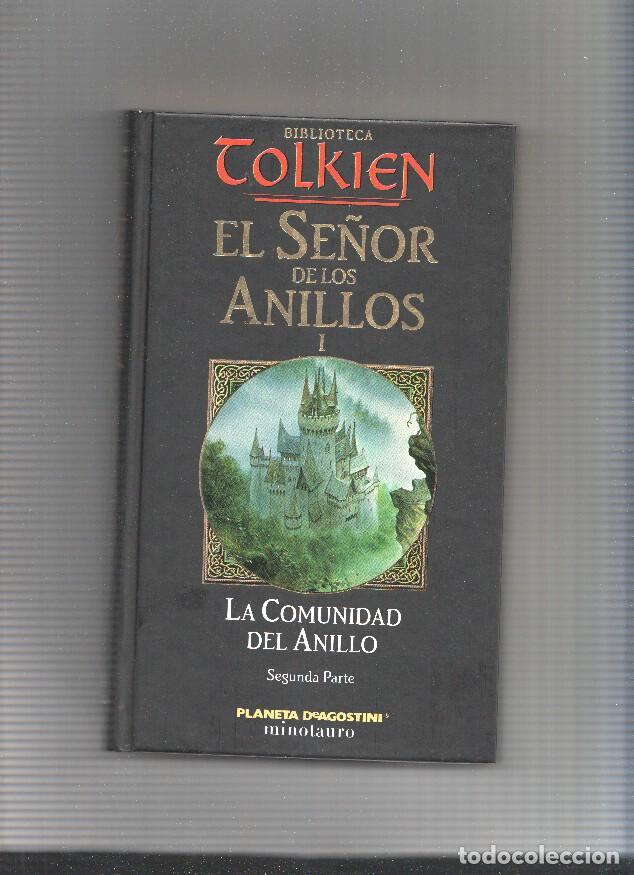 BIBLIOTECA
TOLKIEN
EL SEÑOR
DE LOS
ANILLOS
I
LA COMUNIDAD
DEL ANILLO
Segunda Parte
PLANETA DeAGOSTINI
minotauro
todocoleccion